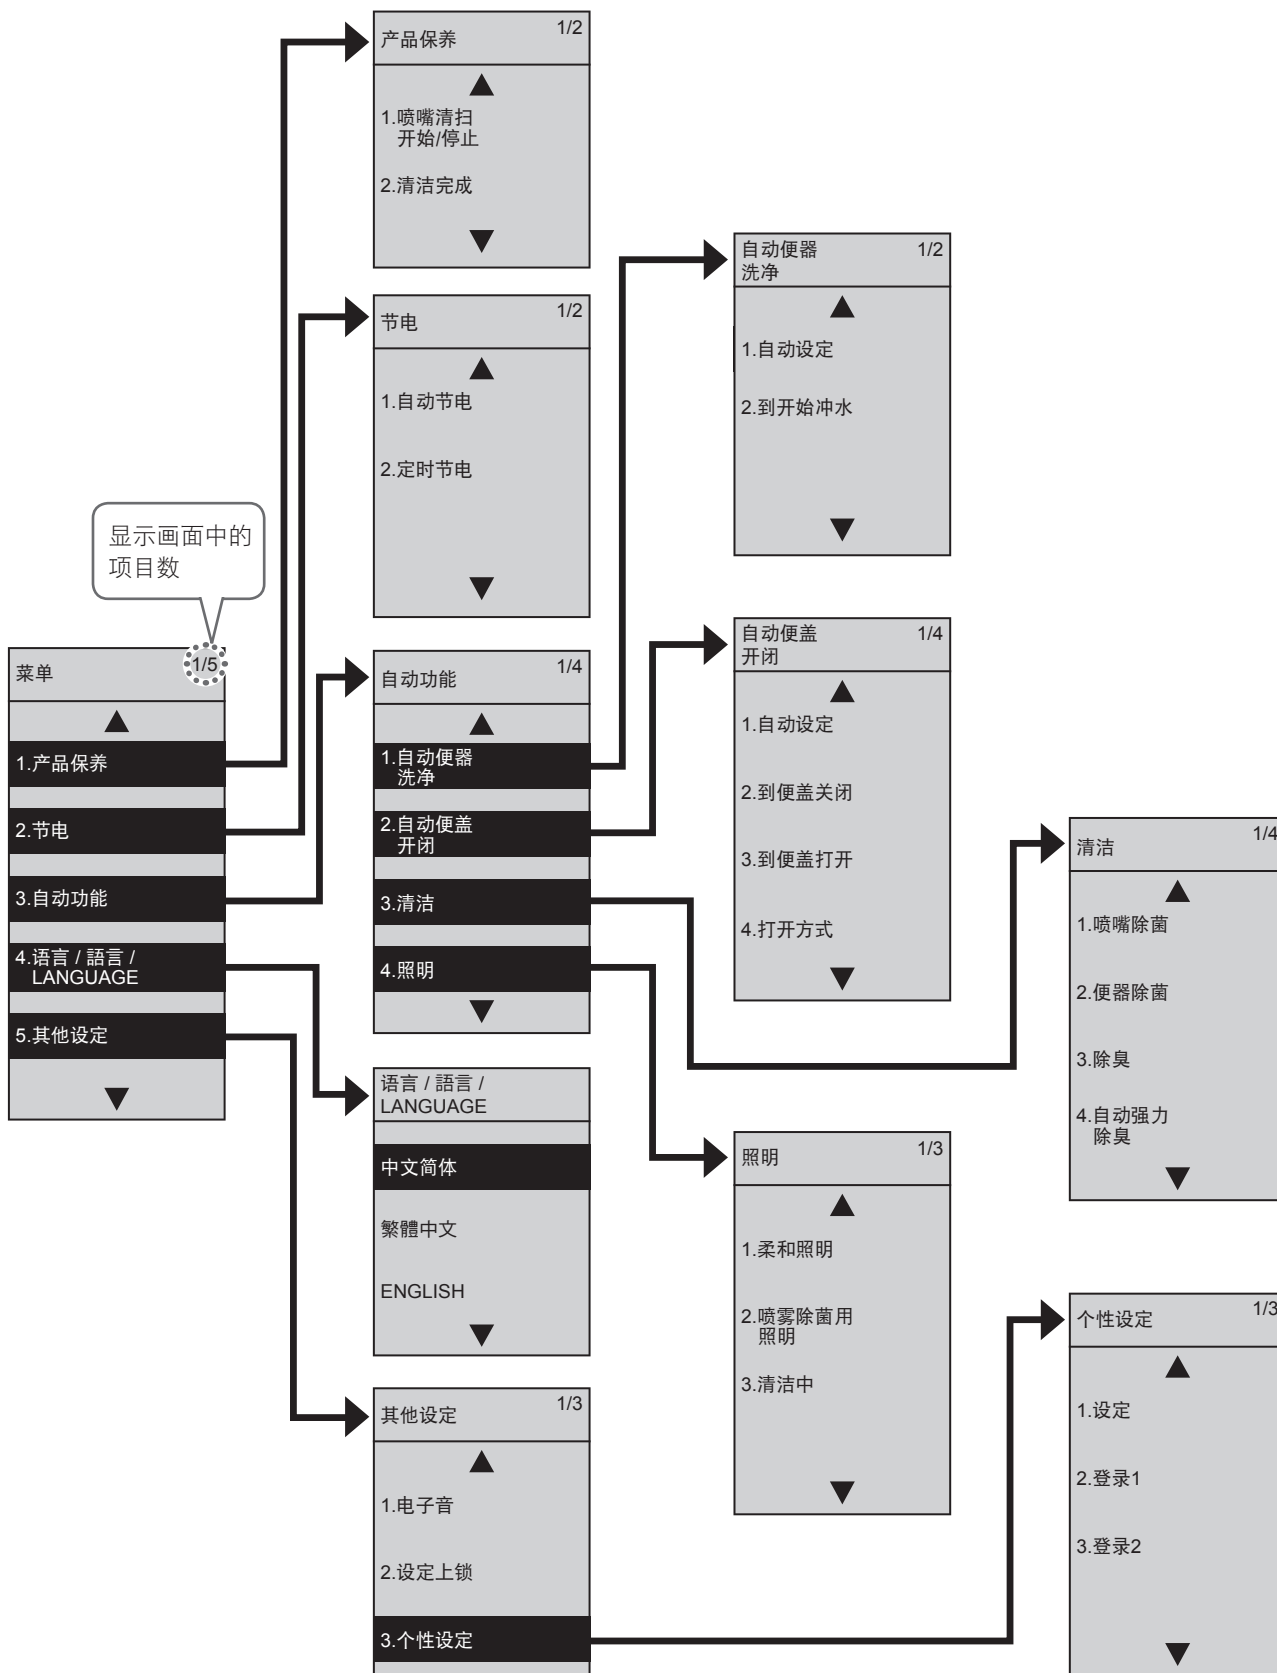 显示画面中的
项目数
菜单
1/5
1.产品保养
2.节电
3.自动功能
4.语言 / 語言 /
LANGUAGE
5.其他设定
产品保养
1/2
1.喷嘴清扫
开始/停止
2.清洁完成
节电
1/2
1.自动节电
2.定时节电
自动功能
1/4
1.自动便器
洗净
2.自动便盖
开闭
3.清洁
4.照明
语言 / 語言 /
LANGUAGE
中文简体
繁體中文
ENGLISH
其他设定
1/3
1.电子音
2.设定上锁
3.个性设定
自动便器
洗净
1/2
1.自动设定
2.到开始冲水
自动便盖
开闭
1/4
1.自动设定
2.到便盖关闭
3.到便盖打开
4.打开方式
照明
1/3
1.柔和照明
2.喷雾除菌用
照明
3.清洁中
清洁
1/4
1.喷嘴除菌
2.便器除菌
3.除臭
4.自动强力
除臭
个性设定
1/3
1.设定
2.登录1
3.登录2